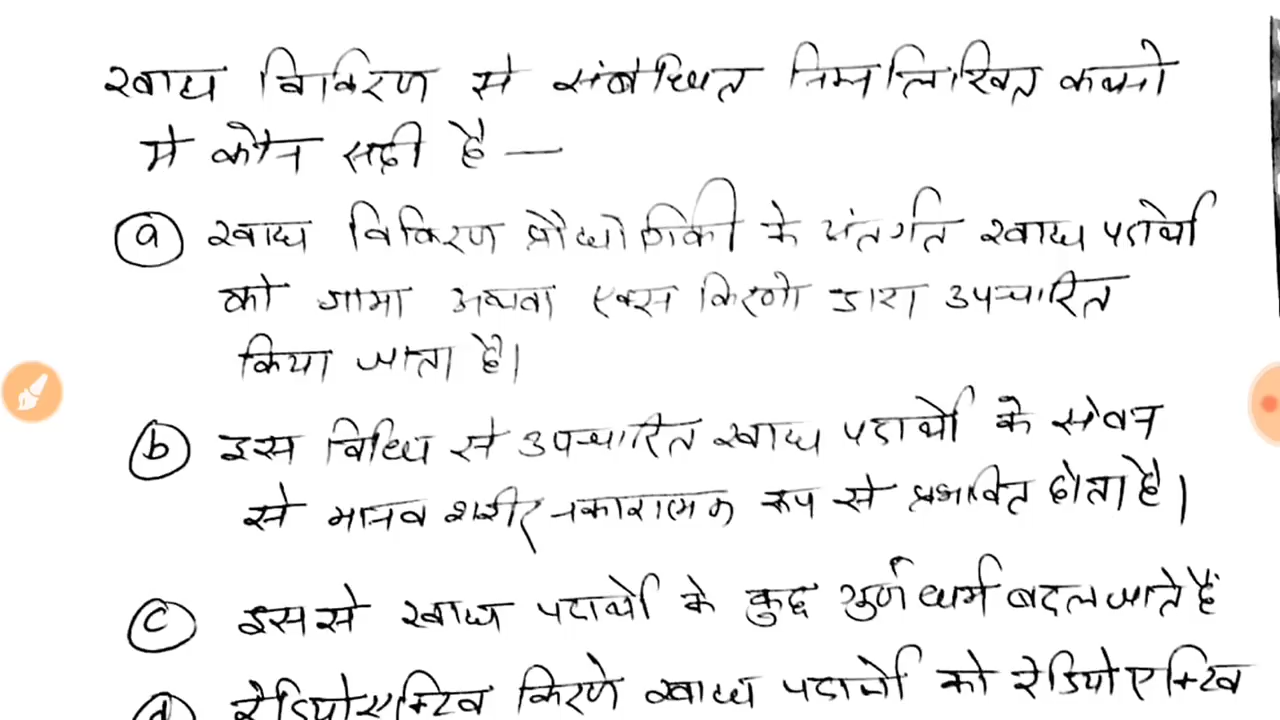 खाद्य विकिरण से संबंधित निम्नलिखित कथनो
मे कौन सही है —
(a) खाद्य विकिरण प्रौद्योगिकी के अंतर्गत खाद्य पदार्थो
को गामा अथवा एक्स किरणो द्वारा उपचारित
किया जाता है।
(b) इस विधि से उपचारित खाद्य पदार्थो के सेवन
से मानव शरीर नकारात्मक रूप से प्रभावित होता है।
(c) इससे खाद्य पदार्थो के कुछ गुणधर्म बदल जाते हैं
(d) रेडियोएक्टिव किरणे खाद्य पदार्थो को रेडियोएक्टिव